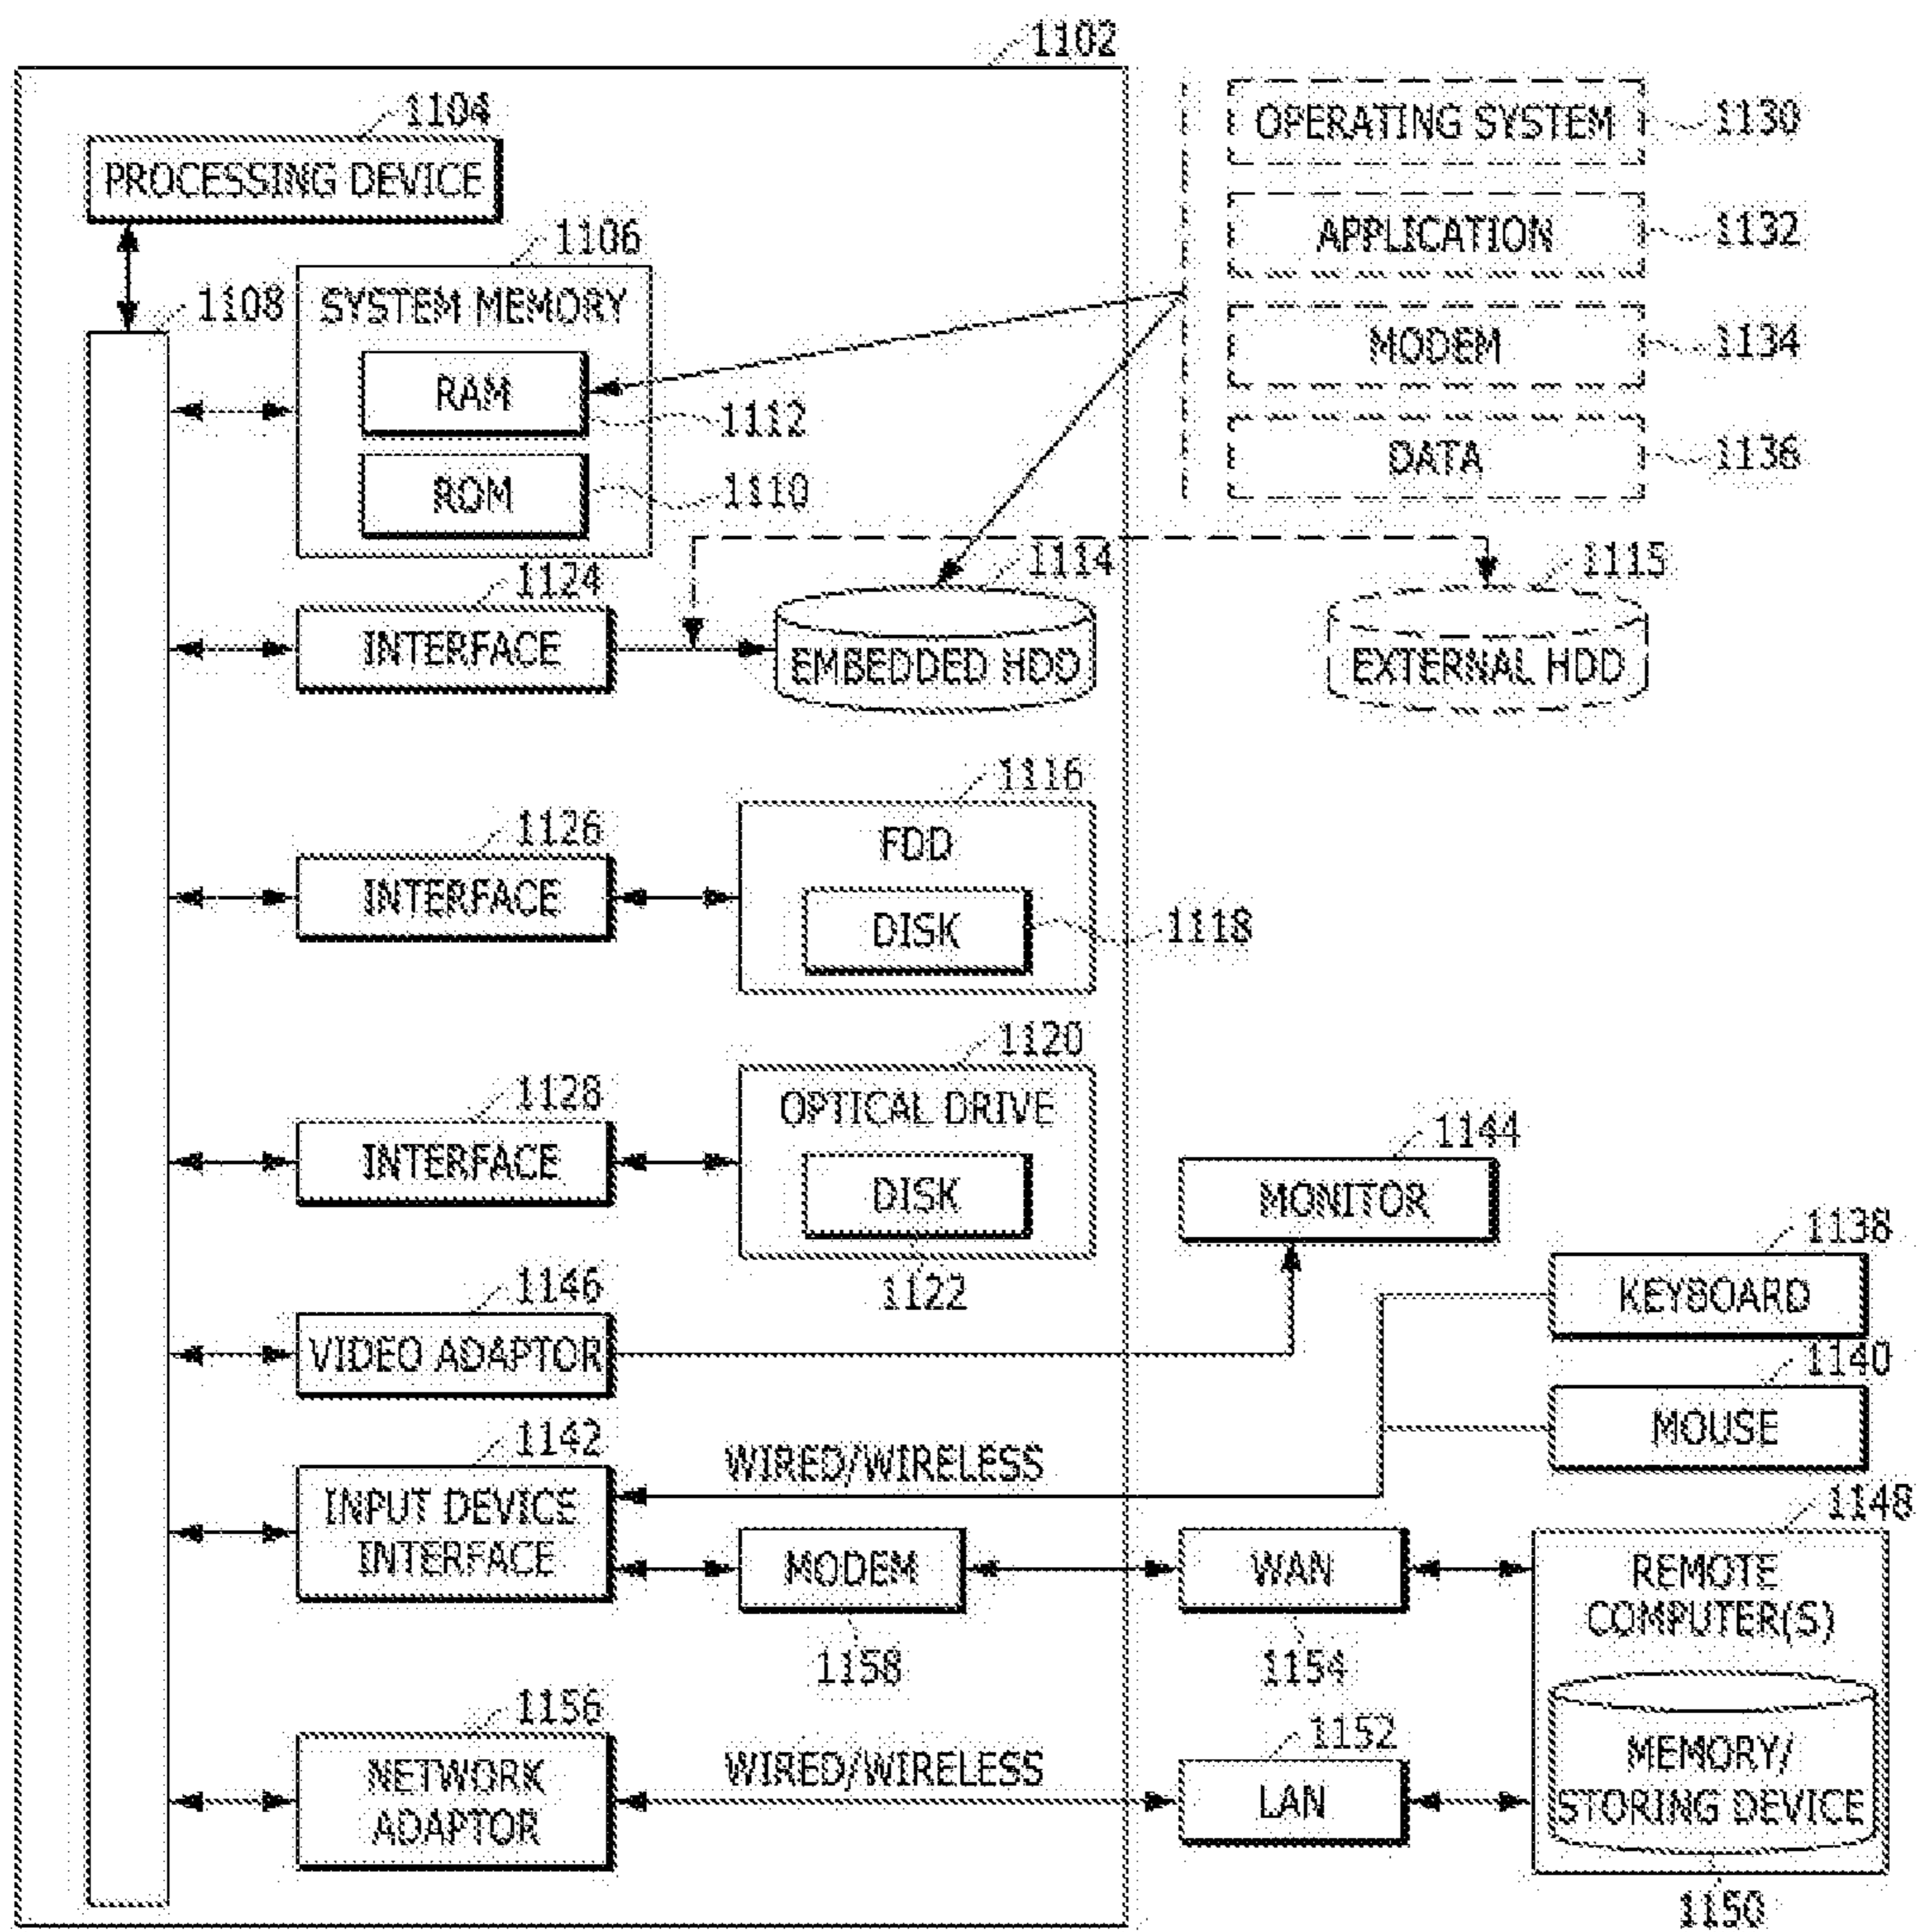 1102
1104
PROCESSING DEVICE
1106
SYSTEM MEMORY
1108
RAM
1112
ROM
1110
OPERATING SYSTEM
1130
APPLICATION
1132
MODEM
1134
DATA
1136
1124
INTERFACE
1114
EMBEDDED HDD
1115
EXTERNAL HDD
1126
INTERFACE
1116
FDD
DISK
1118
1128
INTERFACE
1120
OPTICAL DRIVE
DISK
1122
1144
MONITOR
1146
VIDEO ADAPTOR
1138
KEYBOARD
1140
MOUSE
1142
INPUT DEVICE
INTERFACE
WIRED/WIRELESS
MODEM
1158
WAN
1154
1148
REMOTE
COMPUTER(S)
MEMORY/
STORING DEVICE
1150
1156
NETWORK
ADAPTOR
WIRED/WIRELESS
1152
LAN